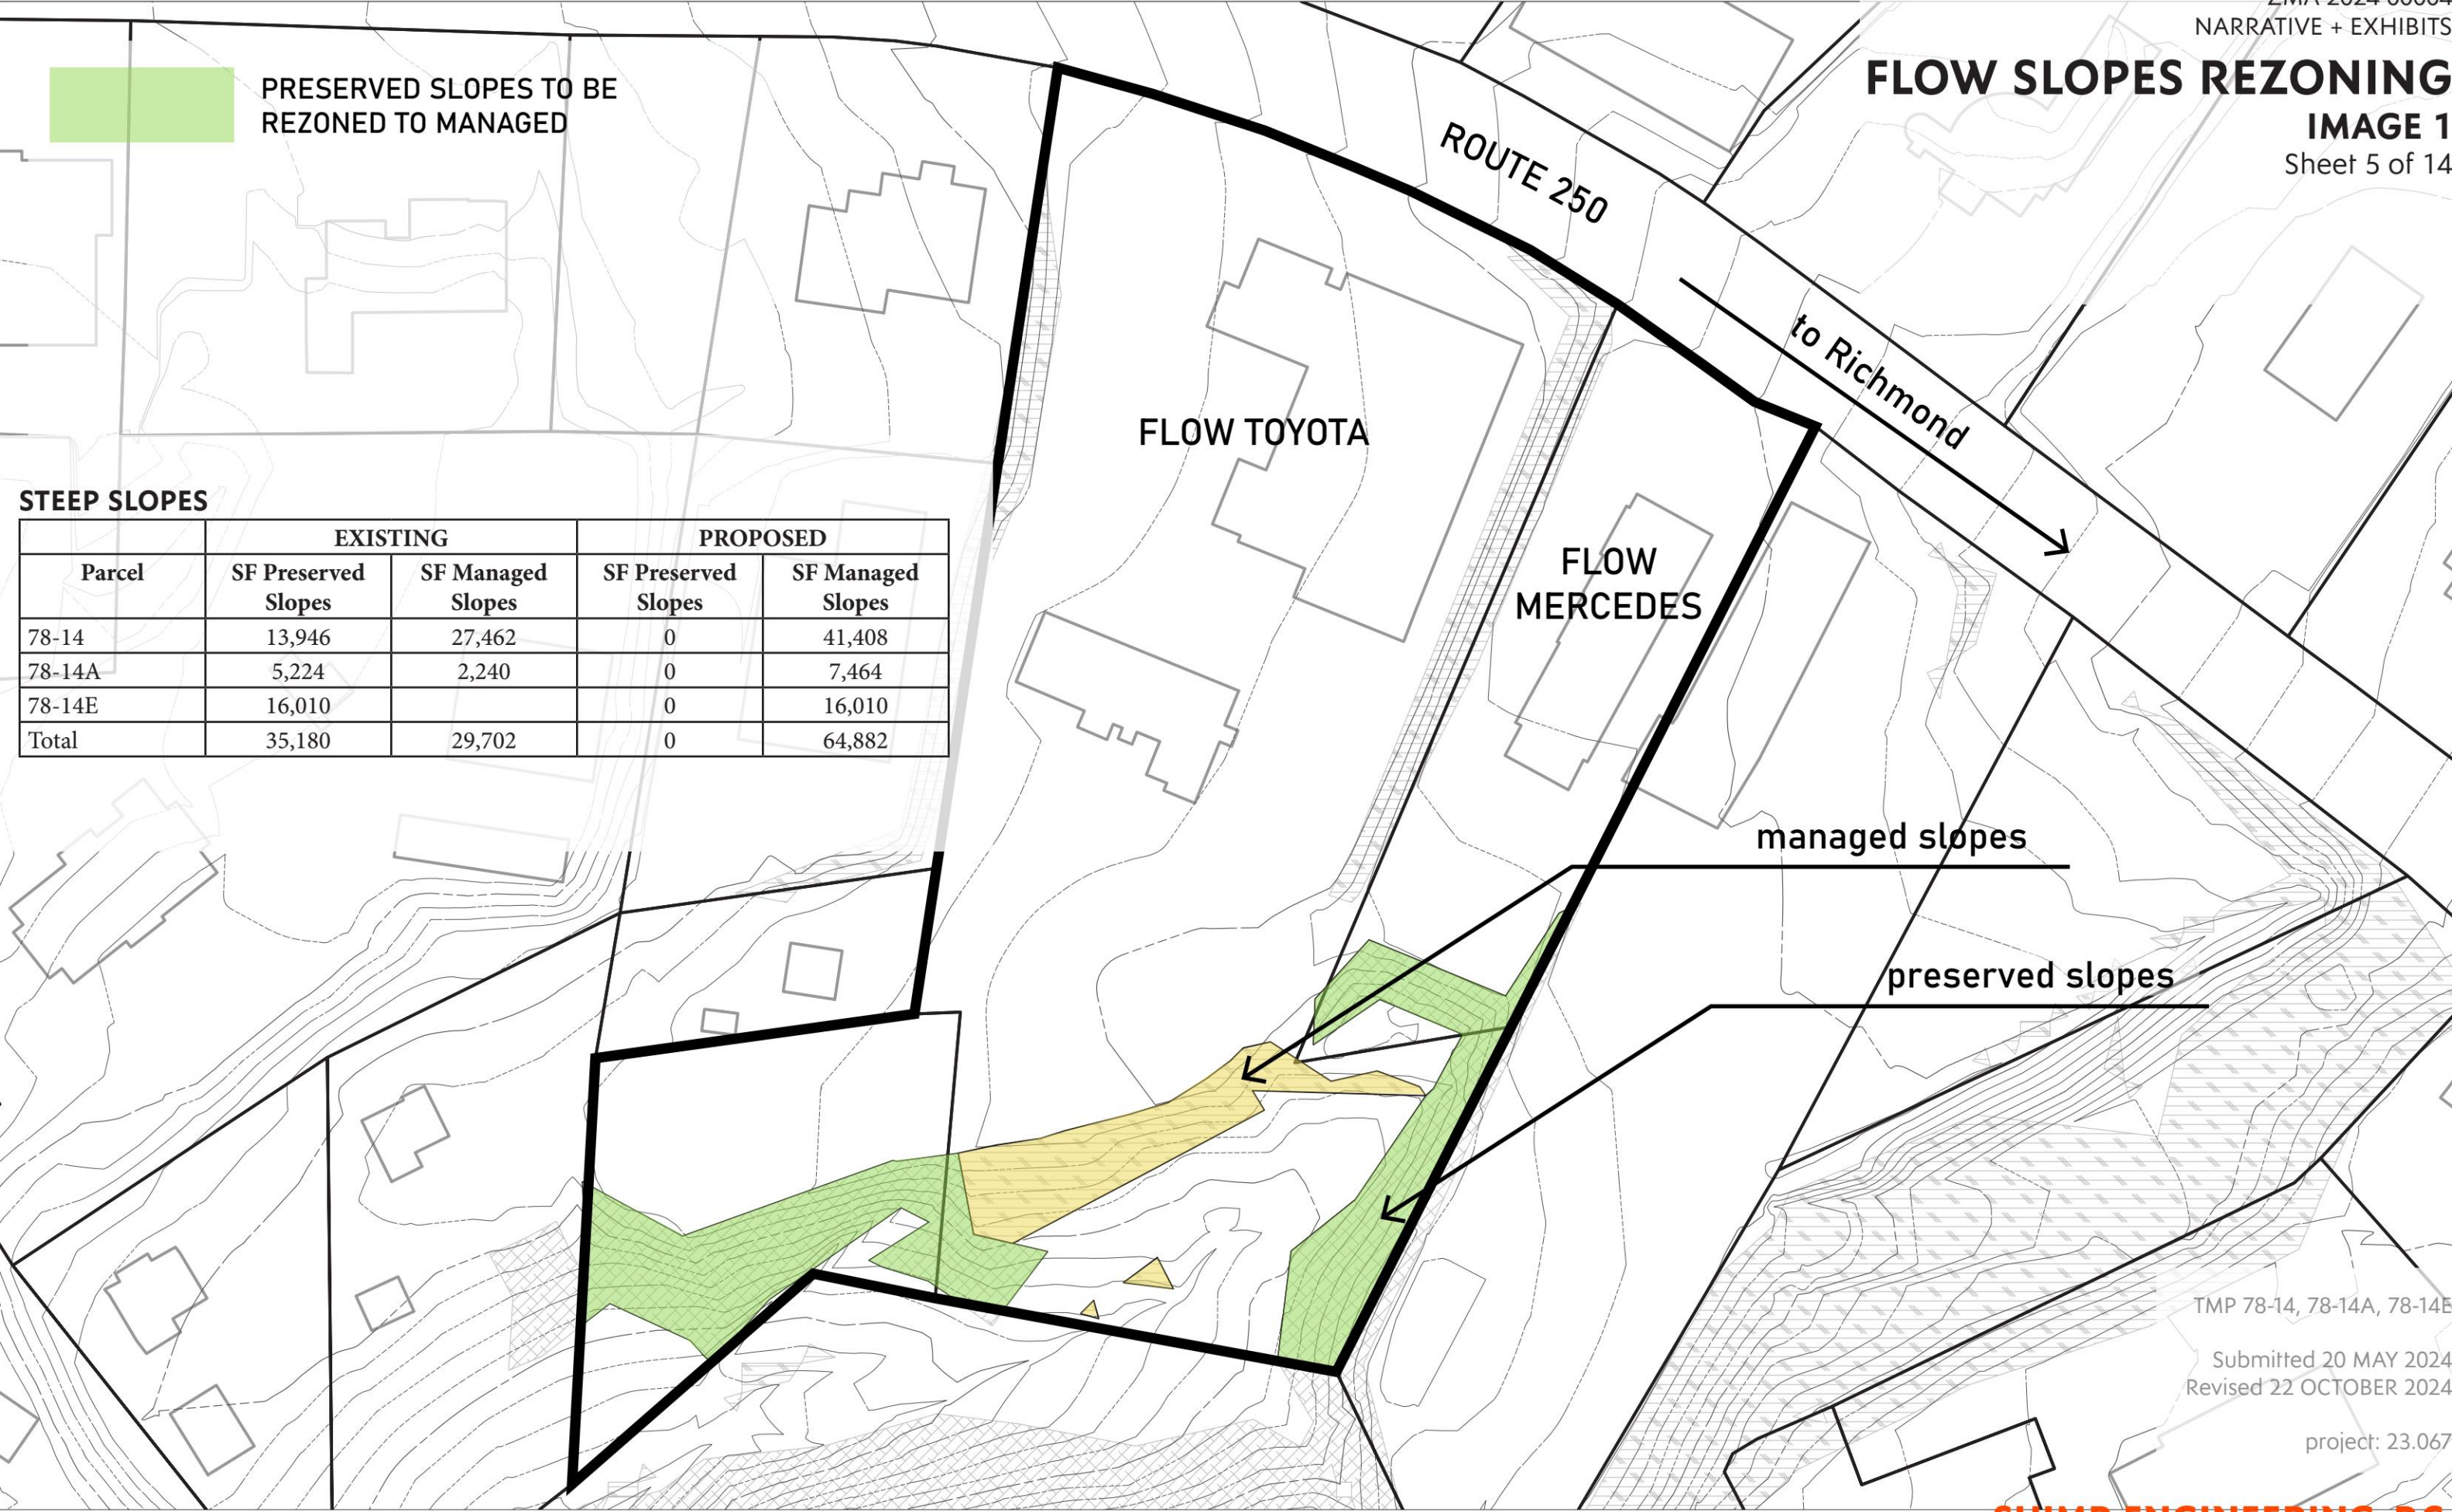 ZMA 2024 00004
NARRATIVE + EXHIBITS
FLOW SLOPES REZONING
IMAGE 1
Sheet 5 of 14
PRESERVED SLOPES TO BE
REZONED TO MANAGED
ROUTE 250
to Richmond
FLOW TOYOTA
FLOW
MERCEDES
STEEP SLOPES
EXISTING PROPOSED
Parcel SF Preserved Slopes SF Managed Slopes SF Preserved Slopes SF Managed Slopes
78-14 13,946 27,462 0 41,408
78-14A 5,224 2,240 0 7,464
78-14E 16,010 0 16,010
Total 35,180 29,702 0 64,882
managed slopes
preserved slopes
TMP 78-14, 78-14A, 78-14E
Submitted 20 MAY 2024
Revised 22 OCTOBER 2024
project: 23.067
SHIMP ENGINEERING, P.C.